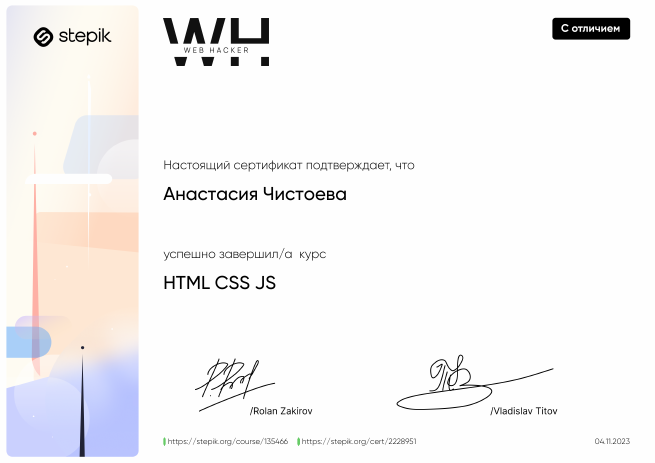 stepik
WH
WEB HACKER
С отличием
Настоящий сертификат подтверждает, что
Анастасия Чистоева
успешно завершил/а курс
HTML CSS JS
/Rolan Zakirov
/Vladislav Titov
https://stepik.org/course/135466
https://stepik.org/cert/2228951
04.11.2023